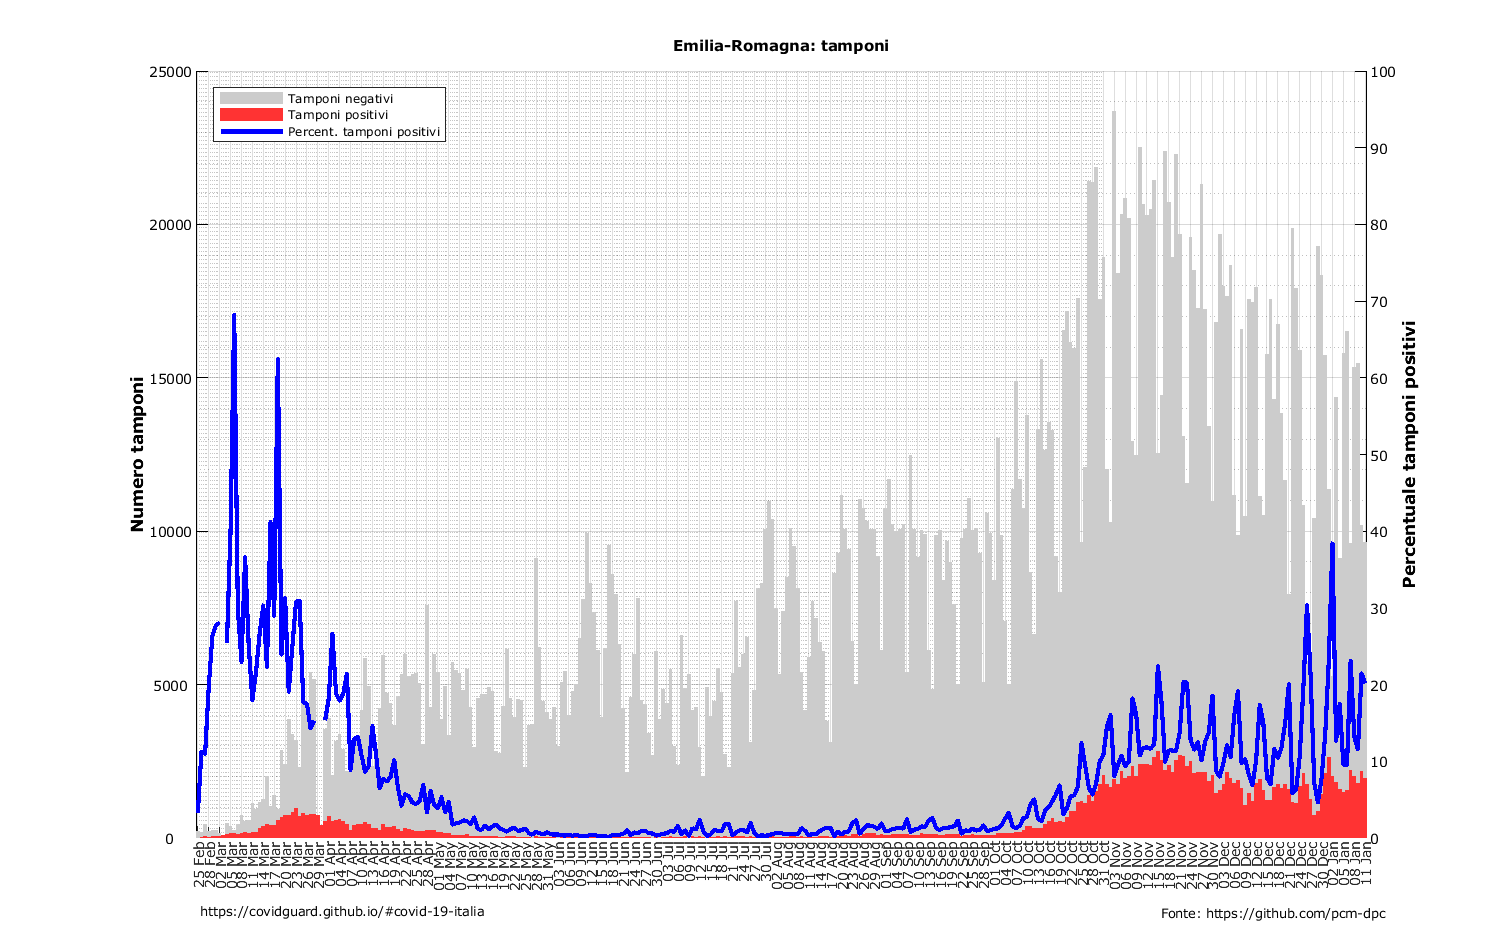 Emilia-Romagna: tamponi
25000
20000
15000
10000
5000
0
Numero tamponi
Tamponi negativi
Tamponi positivi
Percent. tamponi positivi
100
90
80
70
60
50
40
30
20
10
0
Percentuale tamponi positivi
25 Feb
28 Feb
02 Mar
05 Mar
08 Mar
11 Mar
14 Mar
17 Mar
20 Mar
23 Mar
26 Mar
29 Mar
01 Apr
04 Apr
07 Apr
10 Apr
13 Apr
16 Apr
19 Apr
22 Apr
25 Apr
28 Apr
01 May
04 May
07 May
10 May
13 May
16 May
19 May
22 May
25 May
28 May
31 May
03 Jun
06 Jun
09 Jun
12 Jun
15 Jun
18 Jun
21 Jun
24 Jun
27 Jun
30 Jun
03 Jul
06 Jul
09 Jul
12 Jul
15 Jul
18 Jul
21 Jul
24 Jul
27 Jul
30 Jul
02 Aug
05 Aug
08 Aug
11 Aug
14 Aug
17 Aug
20 Aug
23 Aug
26 Aug
29 Aug
01 Sep
04 Sep
07 Sep
10 Sep
13 Sep
16 Sep
19 Sep
22 Sep
25 Sep
28 Sep
01 Oct
04 Oct
07 Oct
10 Oct
13 Oct
16 Oct
19 Oct
22 Oct
25 Oct
28 Oct
31 Oct
03 Nov
06 Nov
09 Nov
12 Nov
15 Nov
18 Nov
21 Nov
24 Nov
27 Nov
30 Nov
03 Dec
06 Dec
09 Dec
12 Dec
15 Dec
18 Dec
21 Dec
24 Dec
27 Dec
30 Dec
02 Jan
05 Jan
08 Jan
11 Jan
https://covidguard.github.io/#covid-19-italia
Fonte: https://github.com/pcm-dpc